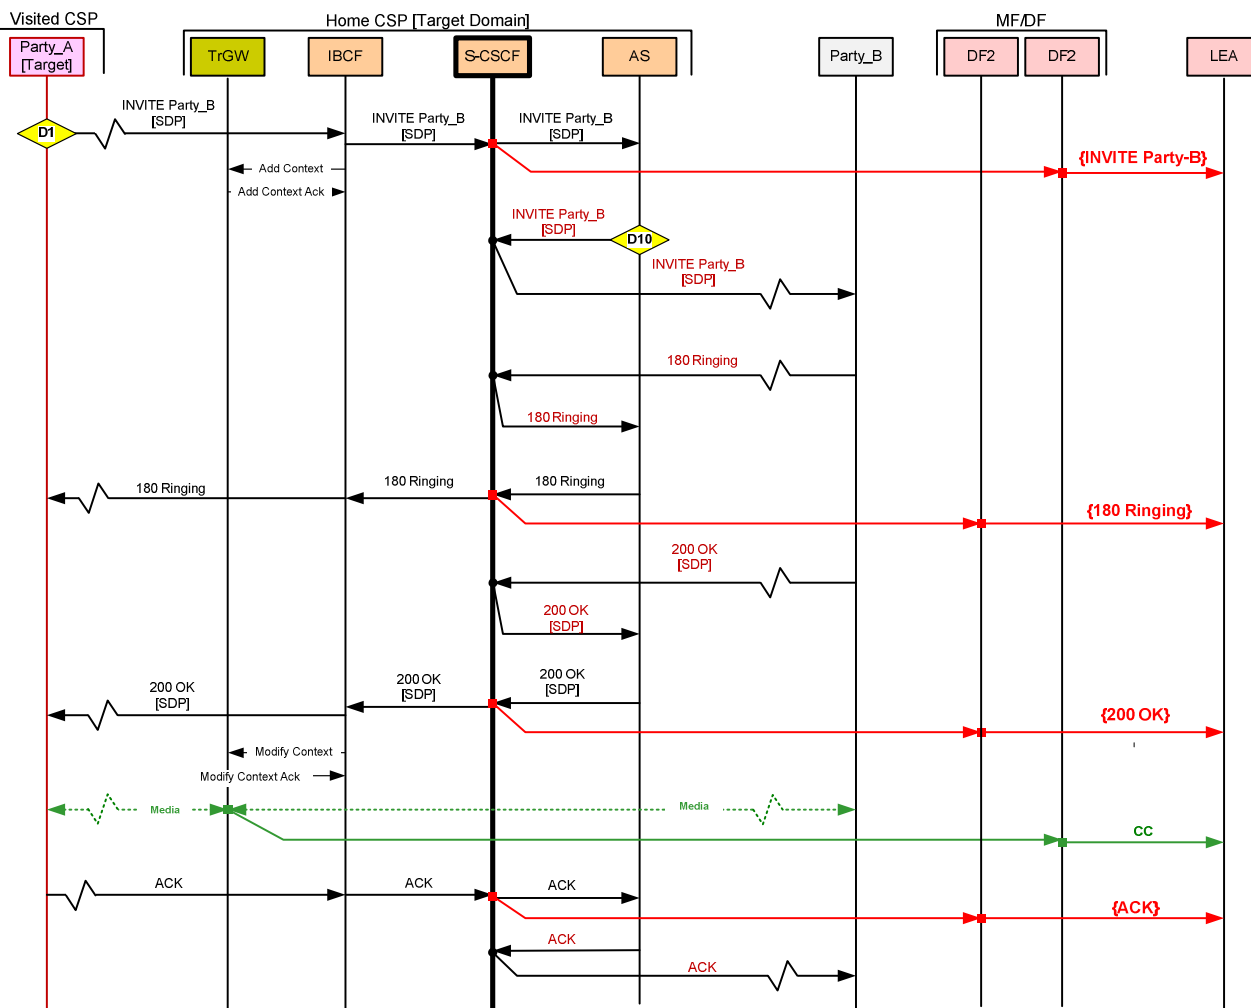 Visited CSP
Home CSP [Target Domain]
MF/DF
Party_A
[Target]
TrGW
IBCF
S-CSCF
AS
Party_B
DF2
DF2
LEA
INVITE Party_B
[SDP]
D1
INVITE Party_B
[SDP]
INVITE Party_B
[SDP]
{INVITE Party-B}
Add Context
Add Context Ack
INVITE Party_B
[SDP]
D10
INVITE Party_B
[SDP]
180 Ringing
180 Ringing
180 Ringing
180 Ringing
180 Ringing
{180 Ringing}
200 OK
[SDP]
200 OK
[SDP]
200 OK
[SDP]
200 OK
[SDP]
200 OK
[SDP]
{200 OK}
Modify Context
Modify Context Ack
Media
Media
CC
ACK
ACK
ACK
{ACK}
ACK
ACK